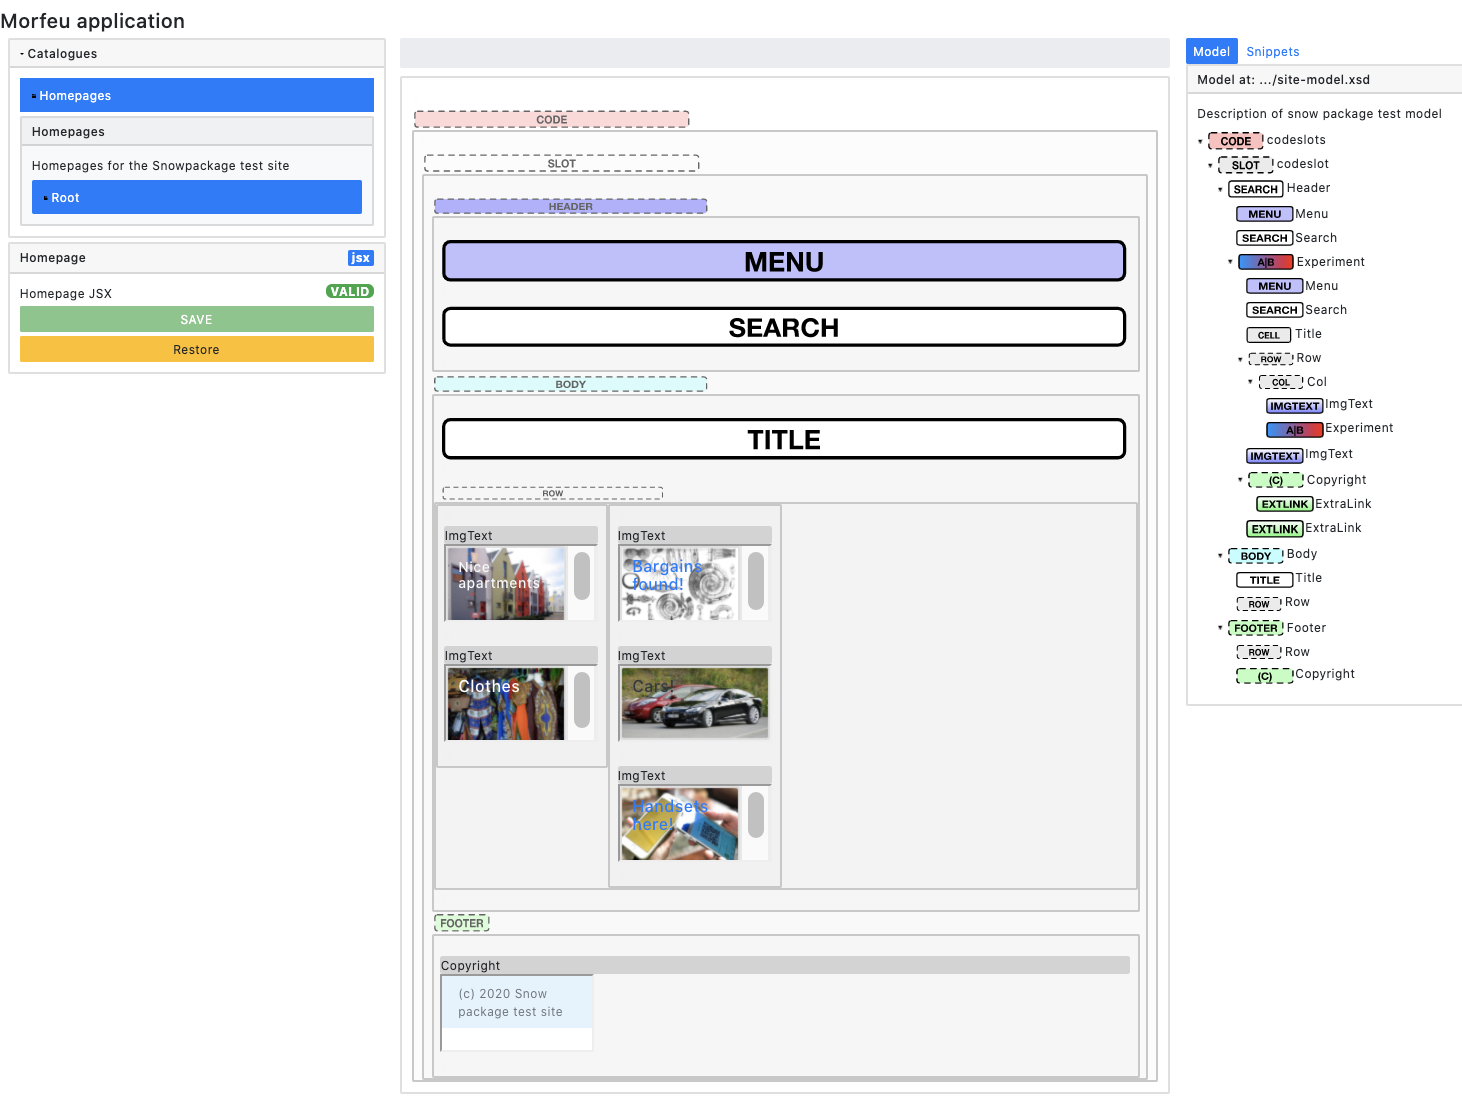 Morfeu application
- Catalogues
- Homepages
Homepages
Homepages for the Snowpackage test site
- Root
Homepage
jsx
Homepage JSX
VALID
SAVE
Restore
CODE
SLOT
HEADER
MENU
SEARCH
BODY
TITLE
ROW
ImgText
Nice
apartments
ImgText
Bargains
found!
ImgText
Clothes
ImgText
Cars!
ImgText
Handsets
here!
FOOTER
Copyright
(c) 2020 Snow
package test site
Model
Snippets
Model at: .../site-model.xsd
Description of snow package test model
CODE codeslots
SLOT codeslot
SEARCH Header
MENU Menu
SEARCH Search
A|B Experiment
MENU Menu
SEARCH Search
CELL Title
ROW Row
COL Col
IMGTEXT ImgText
A|B Experiment
IMGTEXT ImgText
(C) Copyright
EXTLINK ExtraLink
EXTLINK ExtraLink
BODY Body
TITLE Title
ROW Row
FOOTER Footer
ROW Row
(C) Copyright